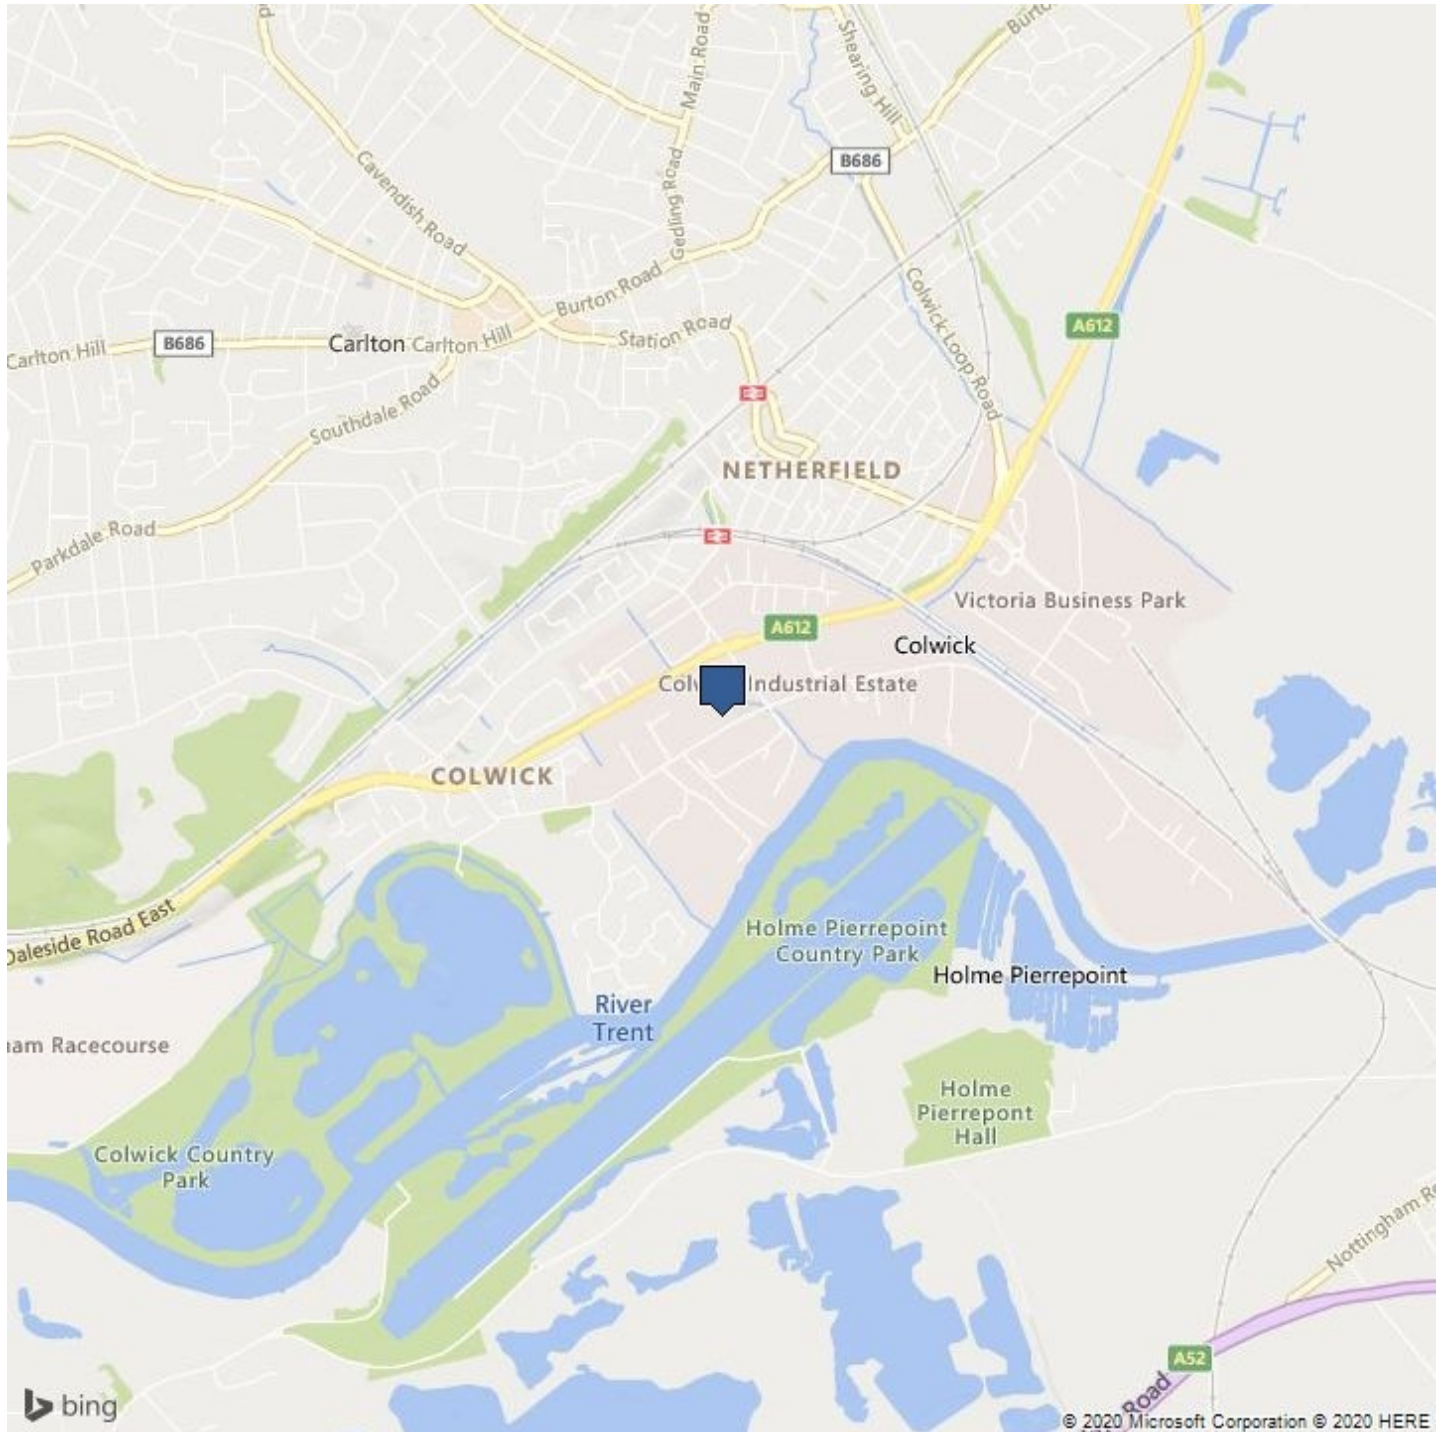 Main Road
Shearing Hill
B686
Cavendish Road
Gedling Road
Burton Road
Colwick Loop Road
A612
Carlton Hill
B686
Carlton
Carlton Hill
Station Road
Southdale Road
NETHERFIELD
Parkdale Road
Victoria Business Park
A612
Colwick
Industrial Estate
COLWICK
Daleside Road East
Holme Pierrepoint
Country Park
Holme Pierrepoint
River
Trent
am Racecourse
Holme
Pierrepont
Hall
Colwick Country
Park
Nottingham R
A52
Road
bing
© 2020 Microsoft Corporation © 2020 HERE